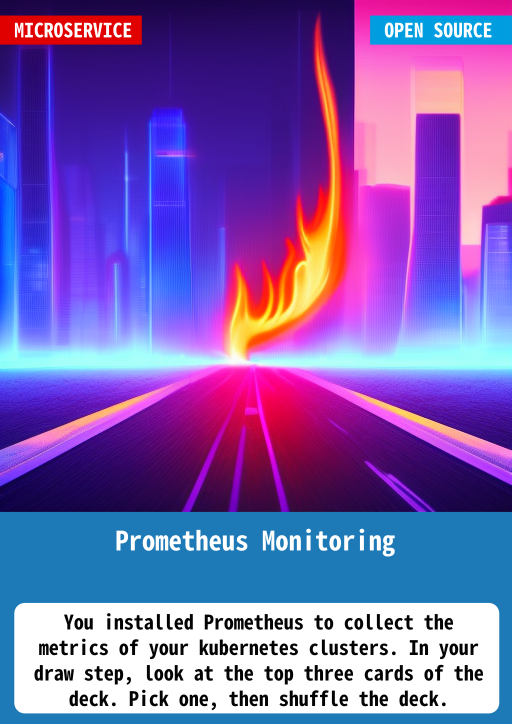 MICROSERVICE
OPEN SOURCE
Prometheus Monitoring
You installed Prometheus to collect the
metrics of your kubernetes clusters. In your
draw step, look at the top three cards of the
deck. Pick one, then shuffle the deck.